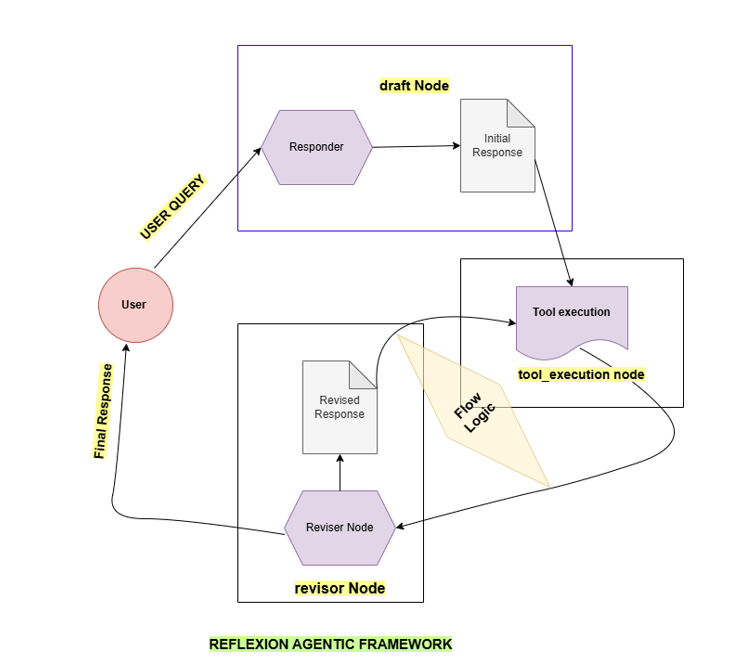 draft Node
Responder
Initial
Response
USER QUERY
User
Tool execution
tool_execution node
Final Response
Revised
Response
Flow
Logic
Reviser Node
revisor Node
REFLEXION AGENTIC FRAMEWORK